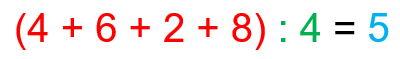 (4 + 6 + 2 + 8) : 4 = 5